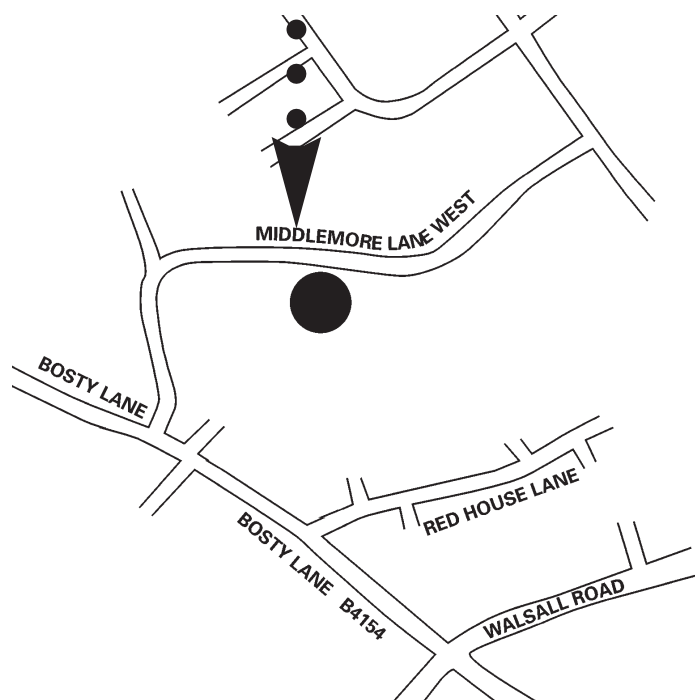 MIDDLEMORE LANE WEST
BOSTY LANE
RED HOUSE LANE
BOSTY LANE B4154
WALSALL ROAD